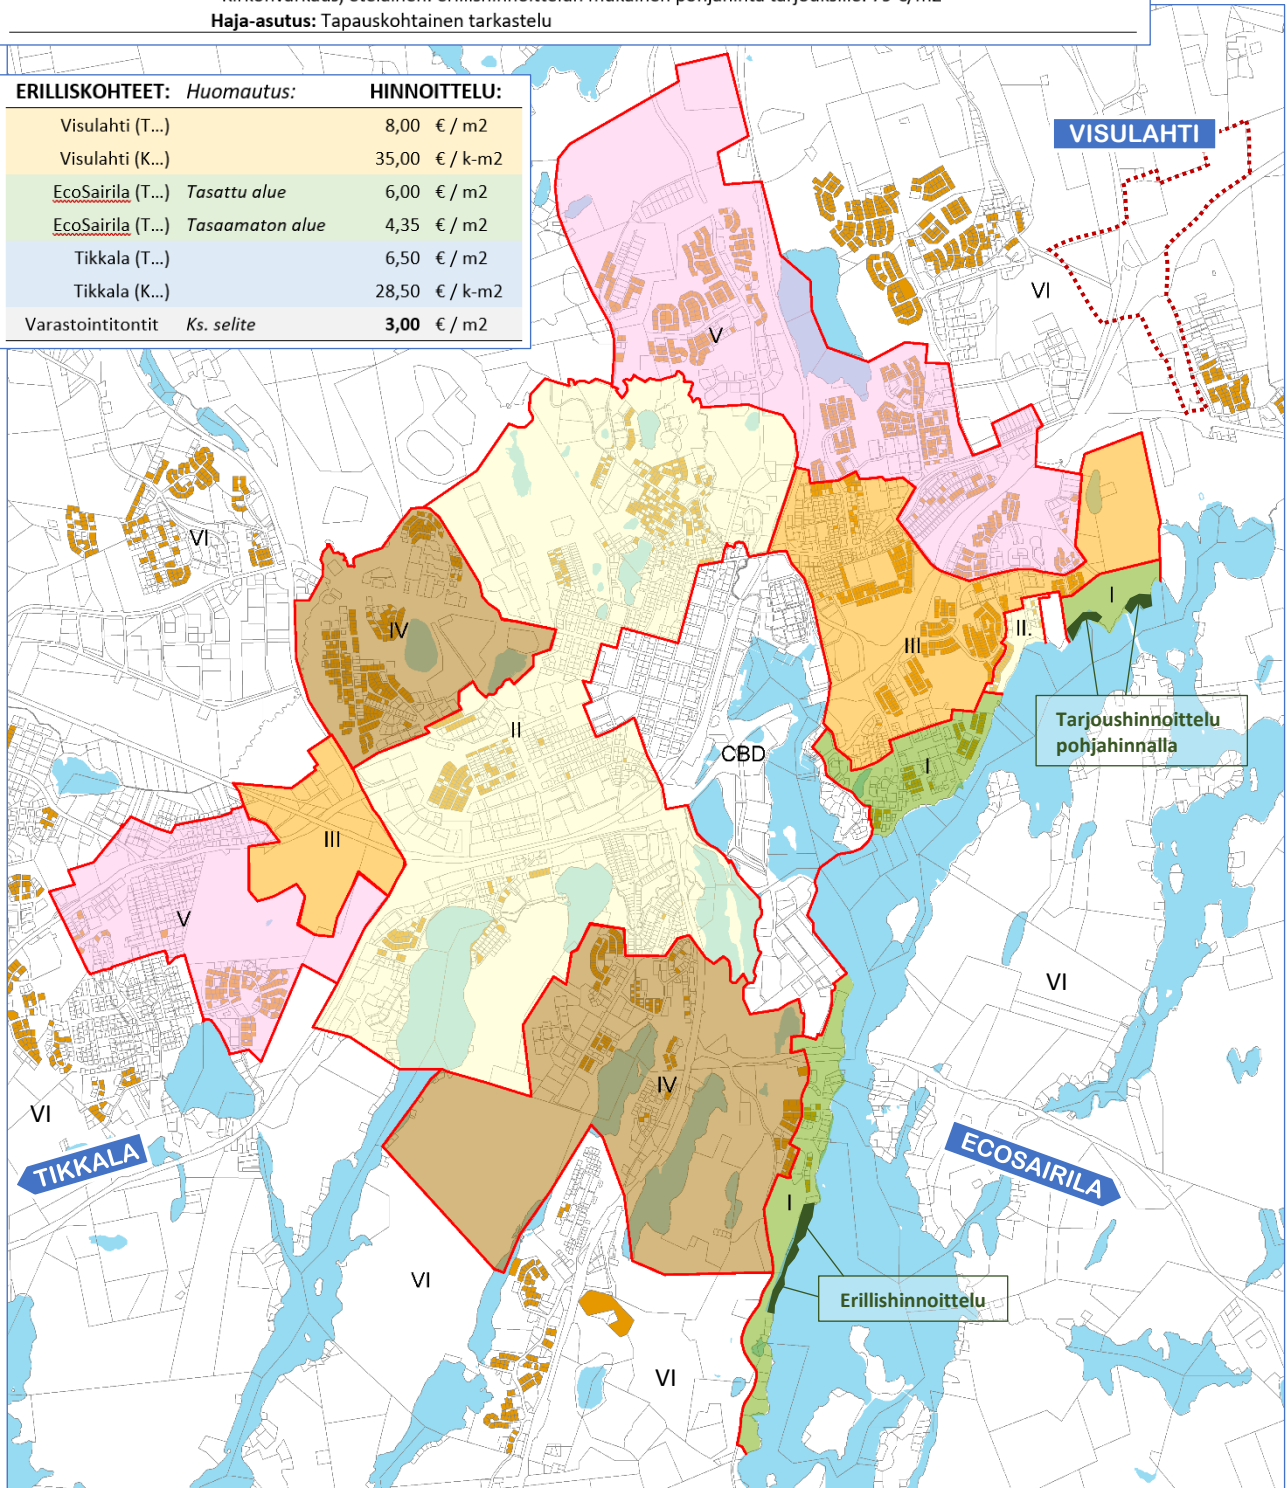 Haja-asutus: Tapauskohtainen tarkastelu
ERILLISKOHTEET: Huomautus: HINNOITTELU:
Visulahti (T...) 8,00 € / m2
Visulahti (K...) 35,00 € / k-m2
EcoSairila (T...) Tasattu alue 6,00 € / m2
EcoSairila (T...) Tasaamaton alue 4,35 € / m2
Tikkala (T...) 6,50 € / m2
Tikkala (K...) 28,50 € / k-m2
Varastointitontit Ks. selite 3,00 € / m2
VISULAHTI
VI
V
VI
IV
I
II.
III
Tarjoushinnoittelu
pohjahinnalla
II
CBD
I
III
V
VI
IV
VI
TIKKALA
ECOSAIRILA
I
VI
Erillishinnoittelu
VI